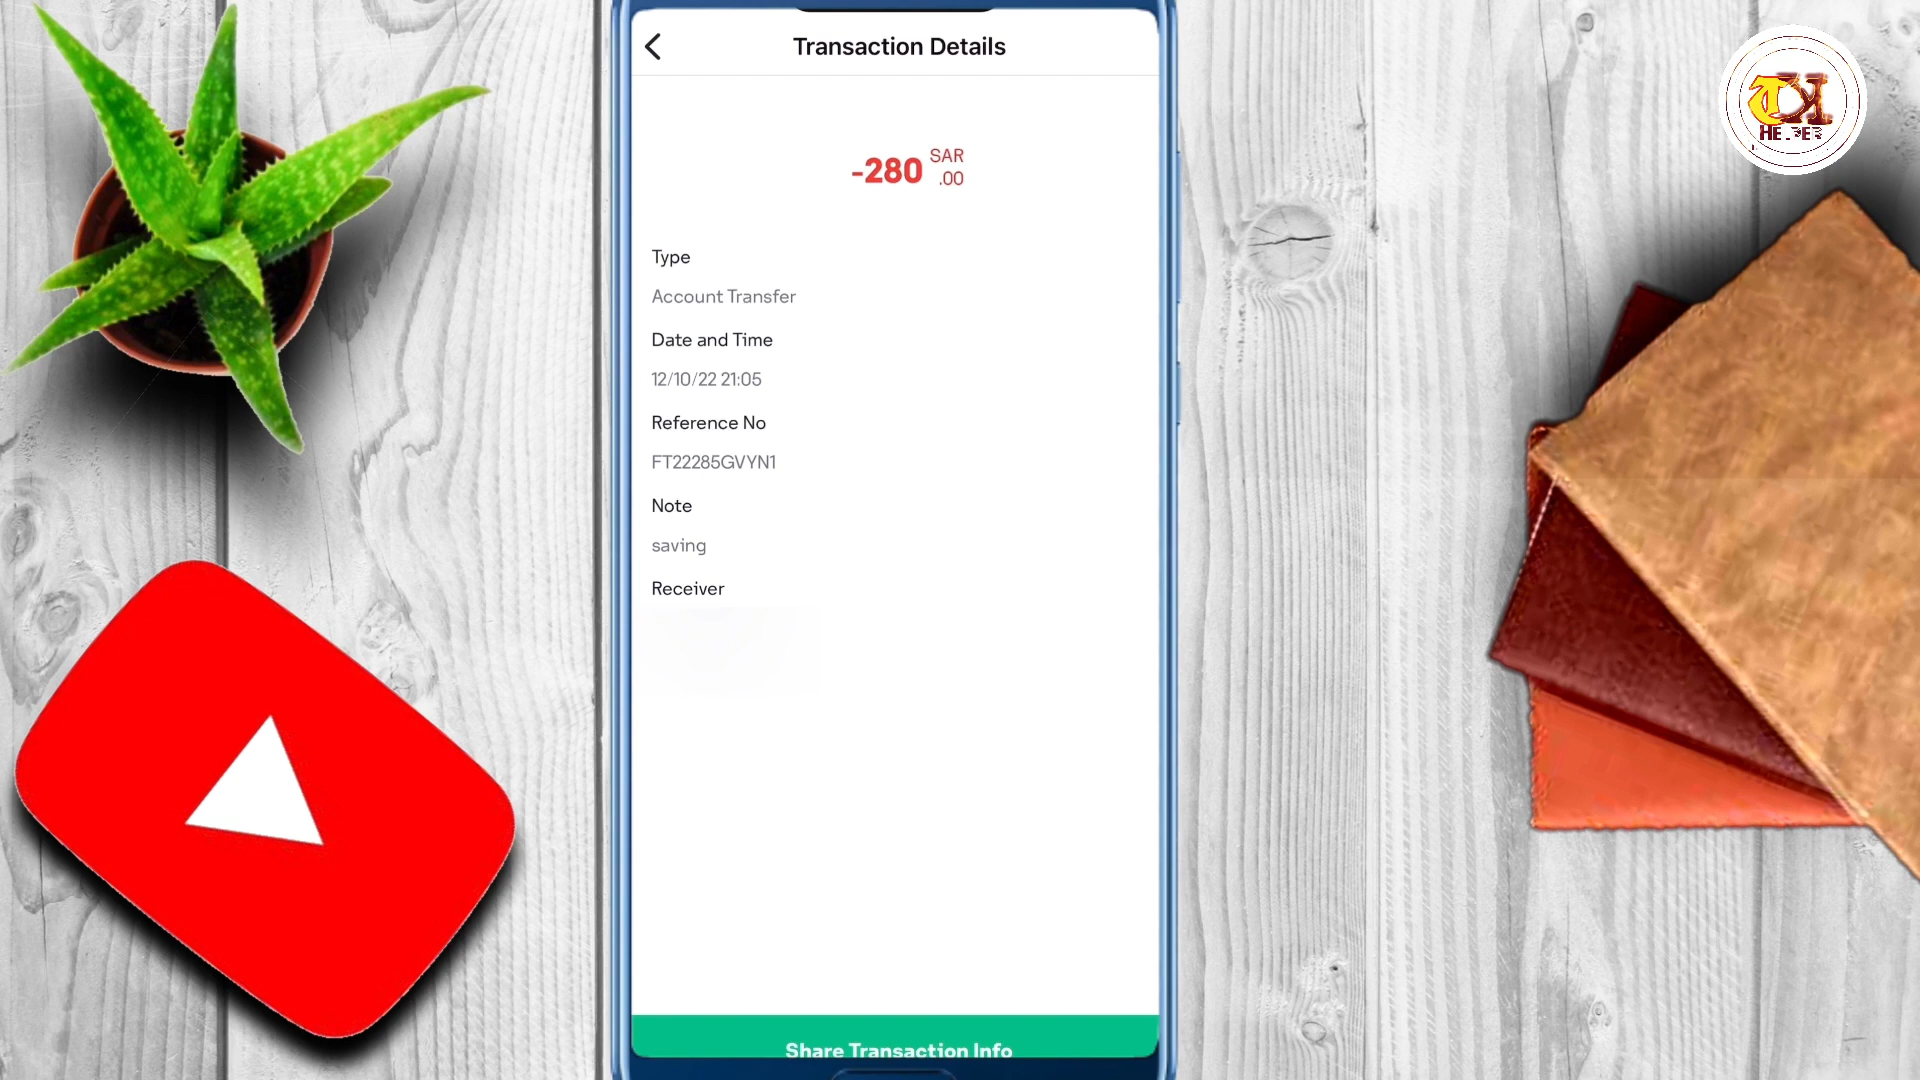 Transaction Details
-280 SAR .00
Type
Account Transfer
Date and Time
12/10/22 21:05
Reference No
FT22285GVYN1
Note
saving
Receiver
Share Transaction Info
TK